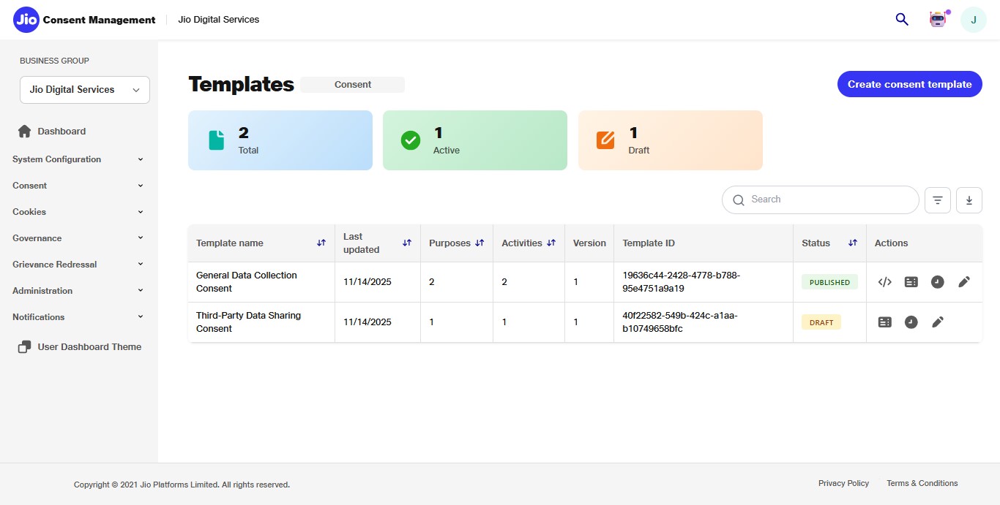 Jio Consent Management Jio Digital Services J
BUSINESS GROUP
Jio Digital Services
Dashboard
System Configuration
Consent
Cookies
Governance
Grievance Redressal
Administration
Notifications
User Dashboard Theme
Templates Consent Create consent template
2
Total
1
Active
1
Draft
Search
Template name Last updated Purposes Activities Version Template ID Status Actions
General Data Collection Consent 11/14/2025 2 2 1 19636c44-2428-4778-b788-95e4751a9a19 PUBLISHED
Third-Party Data Sharing Consent 11/14/2025 1 1 1 40f22582-549b-424c-a1aa-b10749658bfc DRAFT
Copyright © 2021 Jio Platforms Limited. All rights reserved. Privacy Policy Terms & Conditions